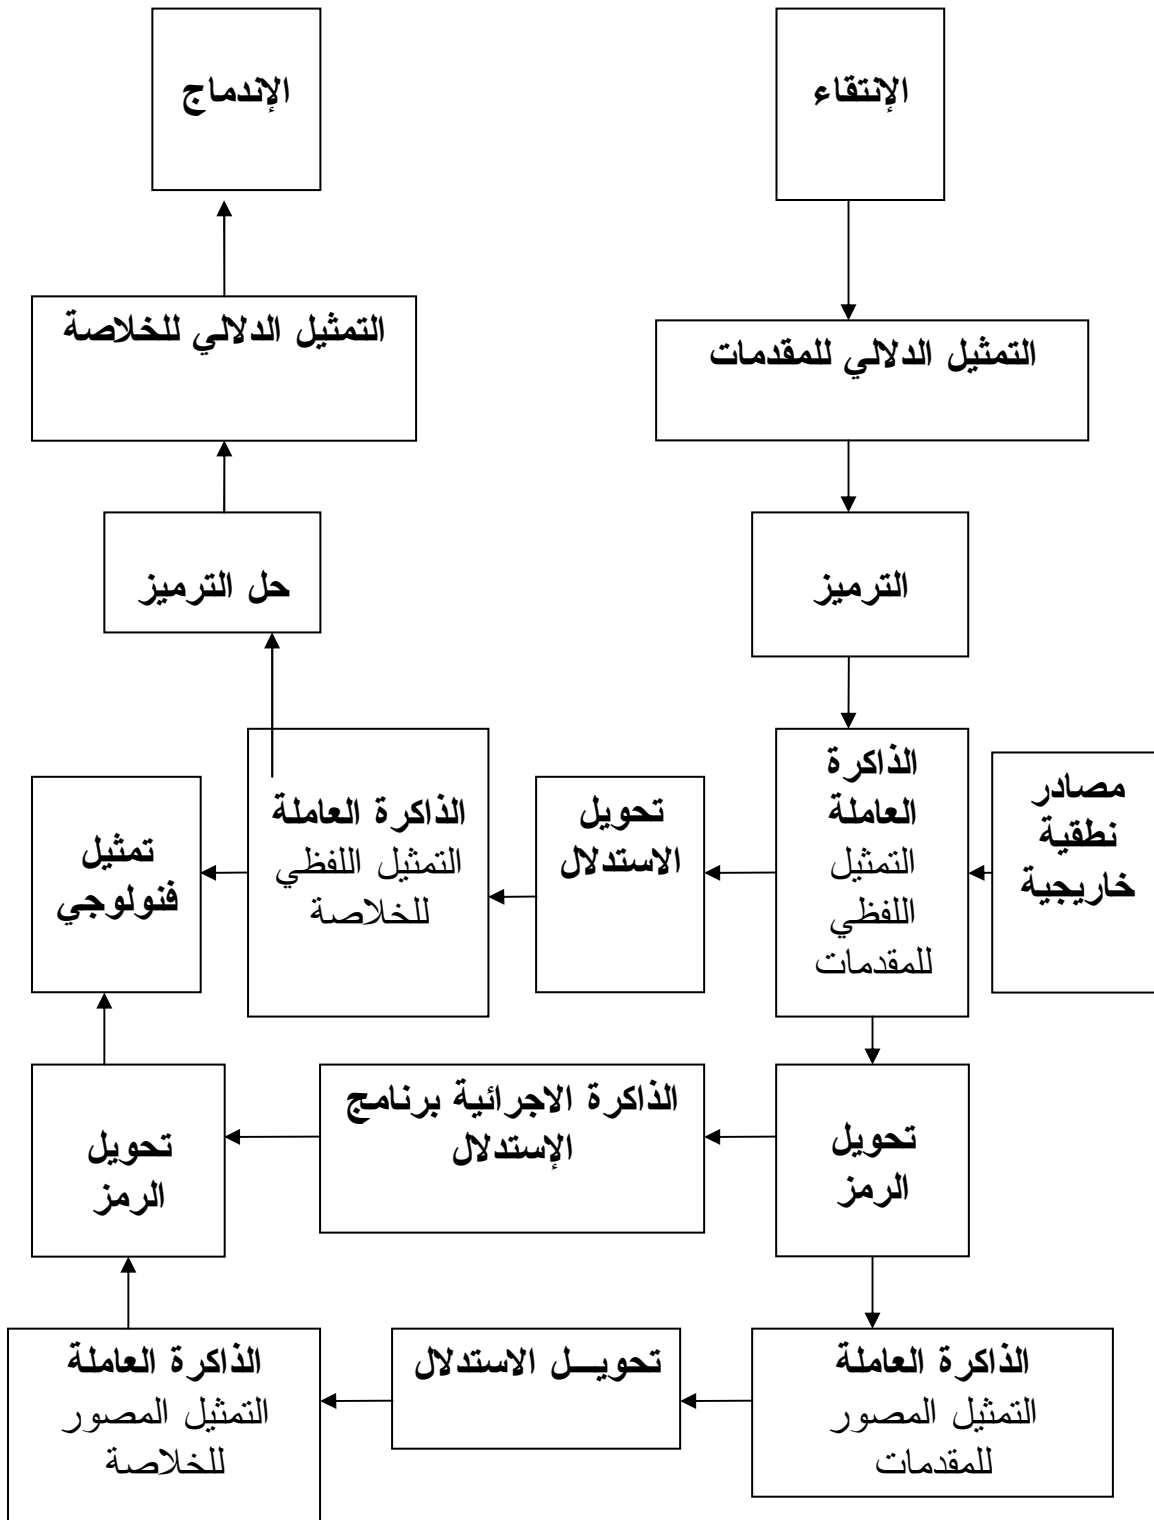 الإنتقاء
الإندماج
التمثيل الدلالي للمقدمات
التمثيل الدلالي للخلاصة
الترميز
حل الترميز
مصادر
نطقية
خاريجية
الذاكرة
العاملة
التمثيل
اللفظي
للمقدمات
تحويل
الاستدلال
الذاكرة العاملة
التمثيل اللفظي
للخلاصة
تمثيل
فنولوجي
تحويل
الرمز
الذاكرة الاجرائية برنامج
الإستدلال
تحويل
الرمز
الذاكرة العاملة
التمثيل المصور
للمقدمات
تحويـــل الاستدلال
الذاكرة العاملة
التمثيل المصور
للخلاصة